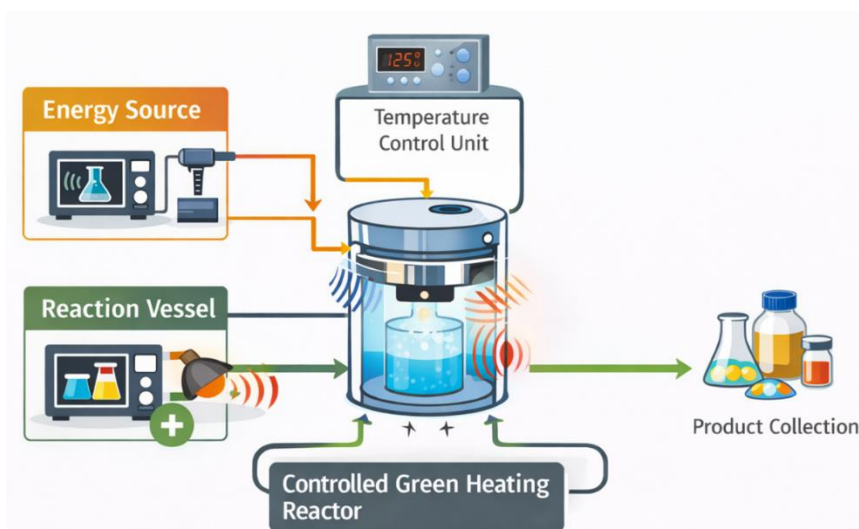 125
Energy Source
Temperature
Control Unit
Reaction Vessel
Product Collection
Controlled Green Heating
Reactor